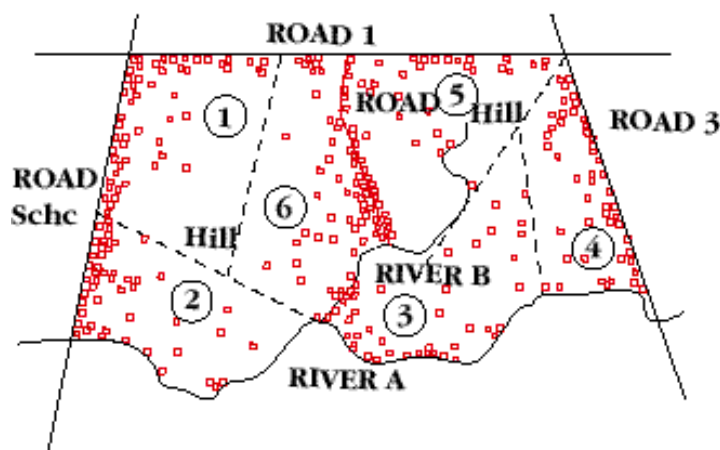 ROAD 1
5
ROAD
Hill
1
ROAD 3
ROAD
Schc
6
Hill
4
RIVER B
2
3
RIVER A